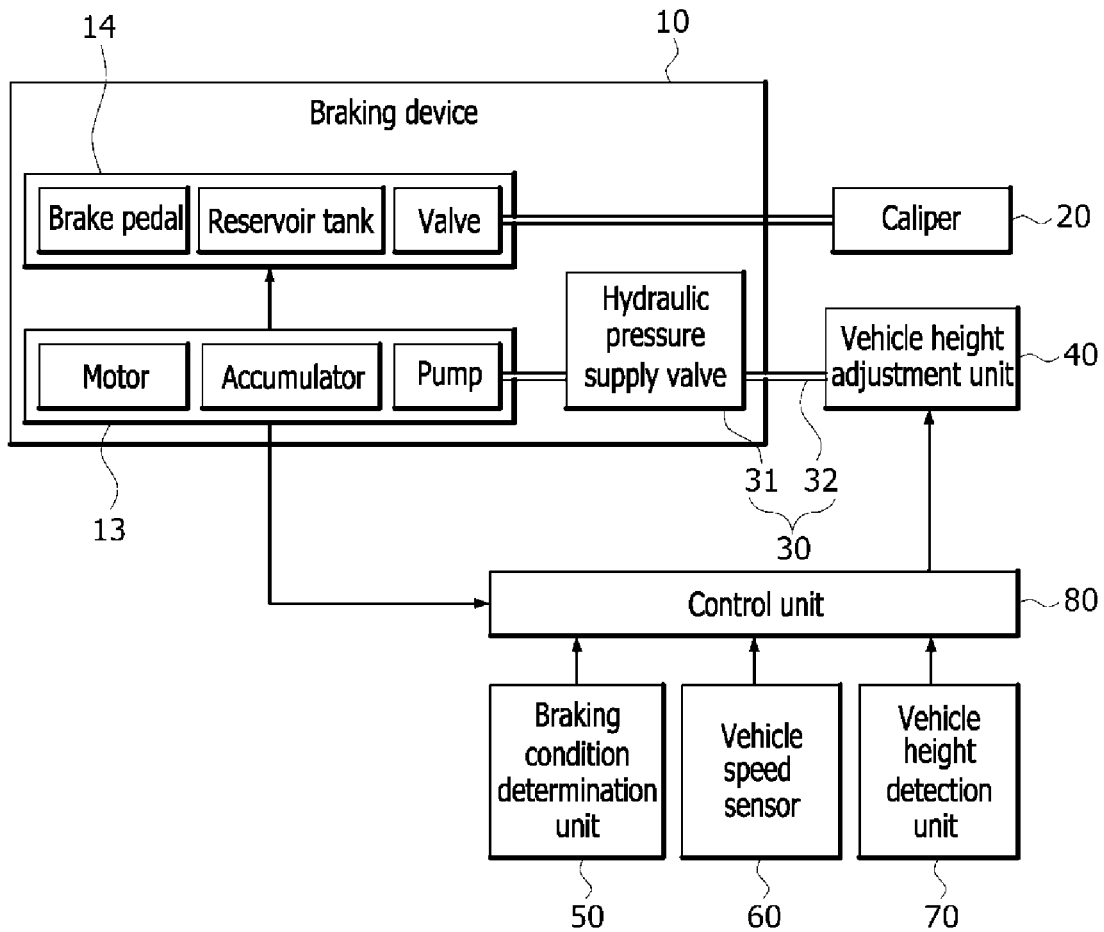 14
10
Braking device
Brake pedal
Reservoir tank
Valve
Caliper
20
Hydraulic
pressure
supply valve
Motor
Accumulator
Pump
Vehicle height
adjustment unit
40
13
31
32
30
Control unit
80
Braking
condition
determination
unit
Vehicle
speed
sensor
Vehicle
height
detection
unit
50
60
70